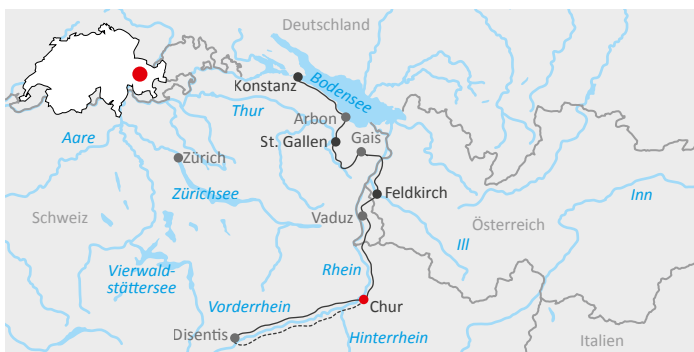 Deutschland
Konstanz
Bodensee
Thur
Arbon
Aare
St. Gallen
Gais
Zürich
Zürichsee
Feldkirch
Inn
Schweiz
Vaduz
Österreich
Ill
Vierwald-
stättersee
Rhein
Vorderrhein
Chur
Disentis
Hinterrhein
Italien